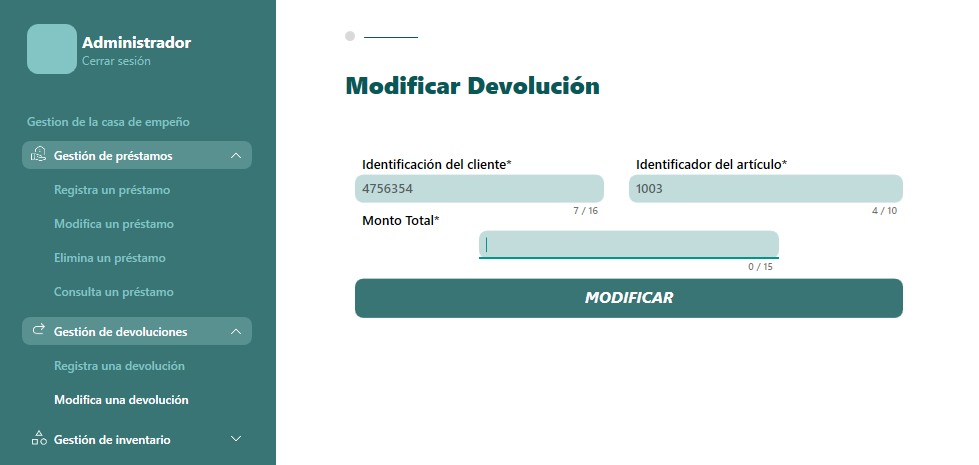 Administrador
Cerrar sesión
Gestion de la casa de empeño
Gestión de préstamos
Registra un préstamo
Modifica un préstamo
Elimina un préstamo
Consulta un préstamo
Gestión de devoluciones
Registra una devolución
Modifica una devolución
Gestión de inventario
Modificar Devolución
Identificación del cliente*
Identificador del artículo*
4756354
1003
7 / 16
4 / 10
Monto Total*
0 / 15
MODIFICAR